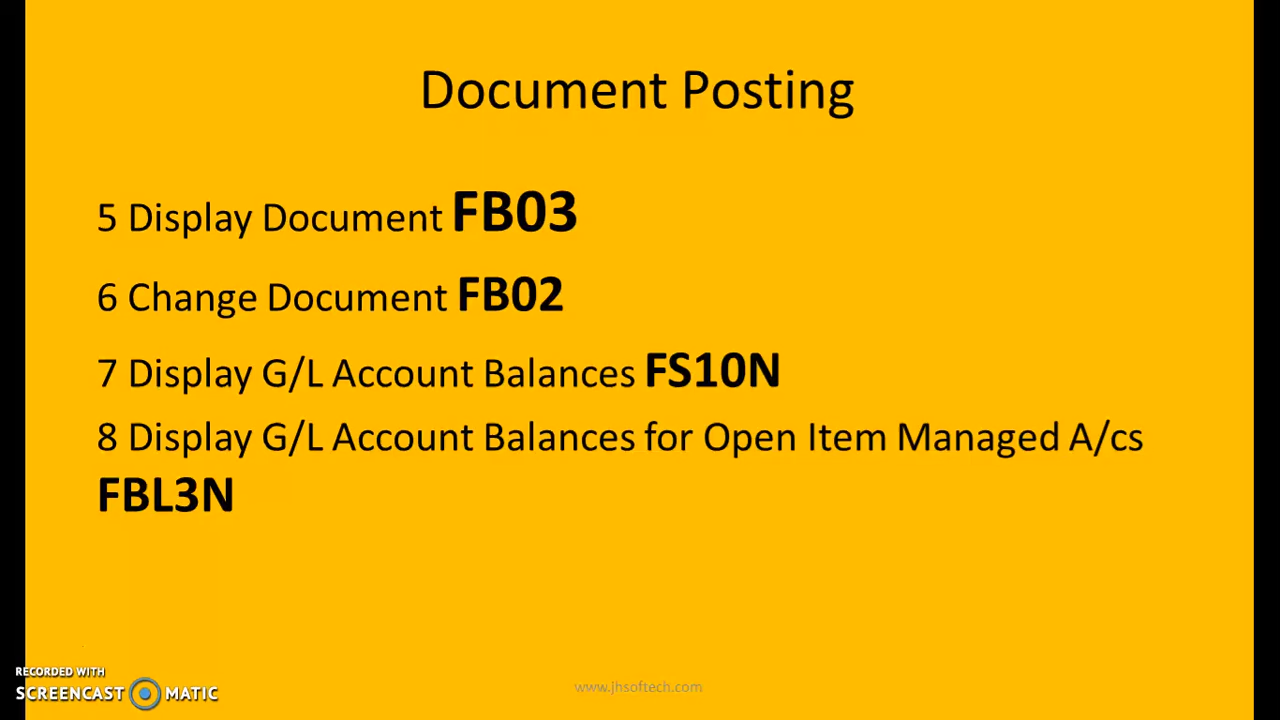 Document Posting
5 Display Document FB03
6 Change Document FB02
7 Display G/L Account Balances FS10N
8 Display G/L Account Balances for Open Item Managed A/cs
FBL3N
RECORDED WITH
SCREENCAST MATIC
www.jhsoftech.com